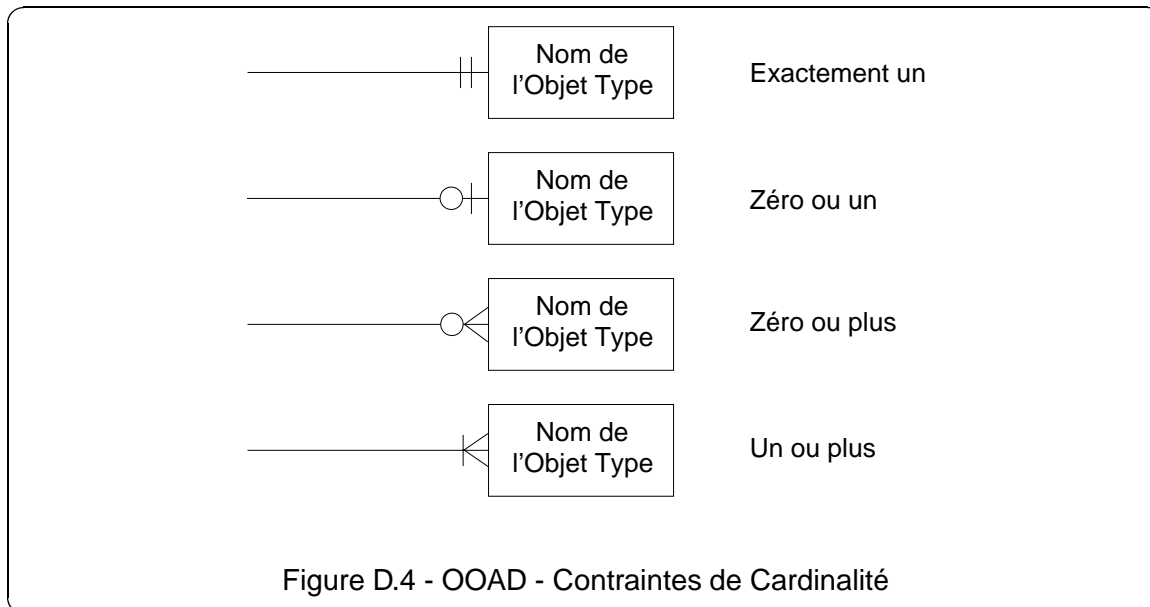 Nom de
l'Objet Type
Exactement un
Nom de
l'Objet Type
Zéro ou un
Nom de
l'Objet Type
Zéro ou plus
Nom de
l'Objet Type
Un ou plus
Figure D.4 - OOAD - Contraintes de Cardinalité